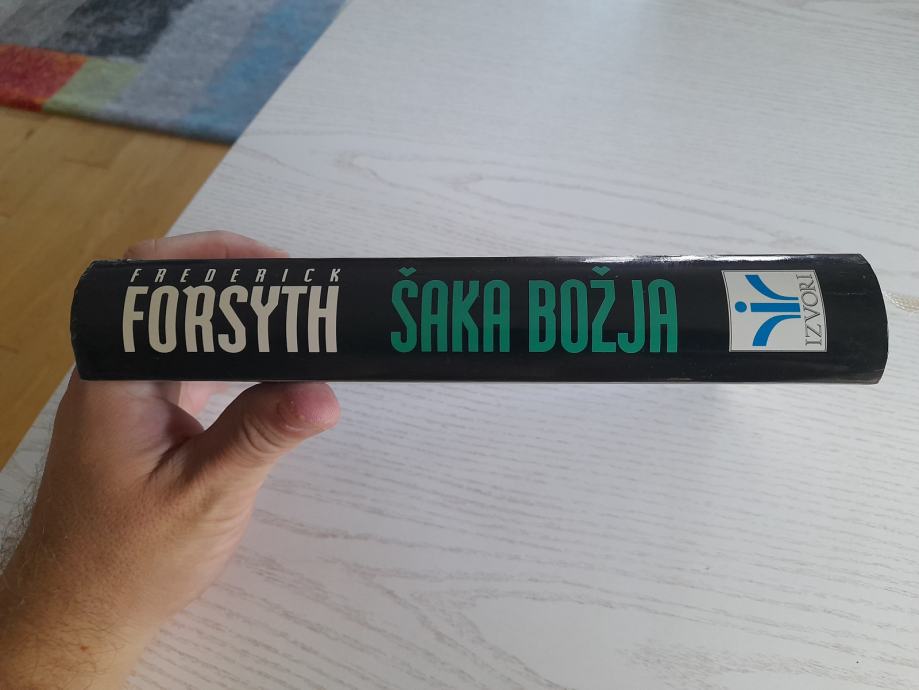 FREDERICK
FORSYTH
ŠAKA BOŽJA
IZVORI